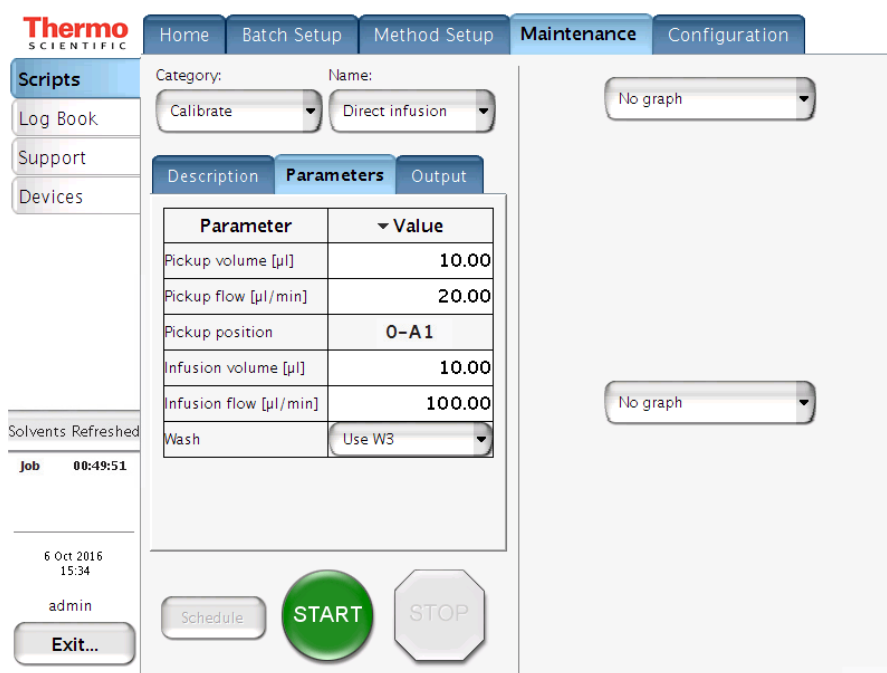 Thermo
SCIENTIFIC
Home
Batch Setup
Method Setup
Maintenance
Configuration
Scripts
Log Book
Support
Devices
Solvents Refreshed
Job 00:49:51
6 Oct 2016
15:34
admin
Exit...
Category:
Name:
Calibrate
Direct infusion
Description
Parameters
Output
Parameter
Value
Pickup volume [µl]
10.00
Pickup flow [µl/min]
20.00
Pickup position
0-A1
Infusion volume [µl]
10.00
Infusion flow [µl/min]
100.00
Wash
Use W3
Schedule
START
STOP
No graph
No graph